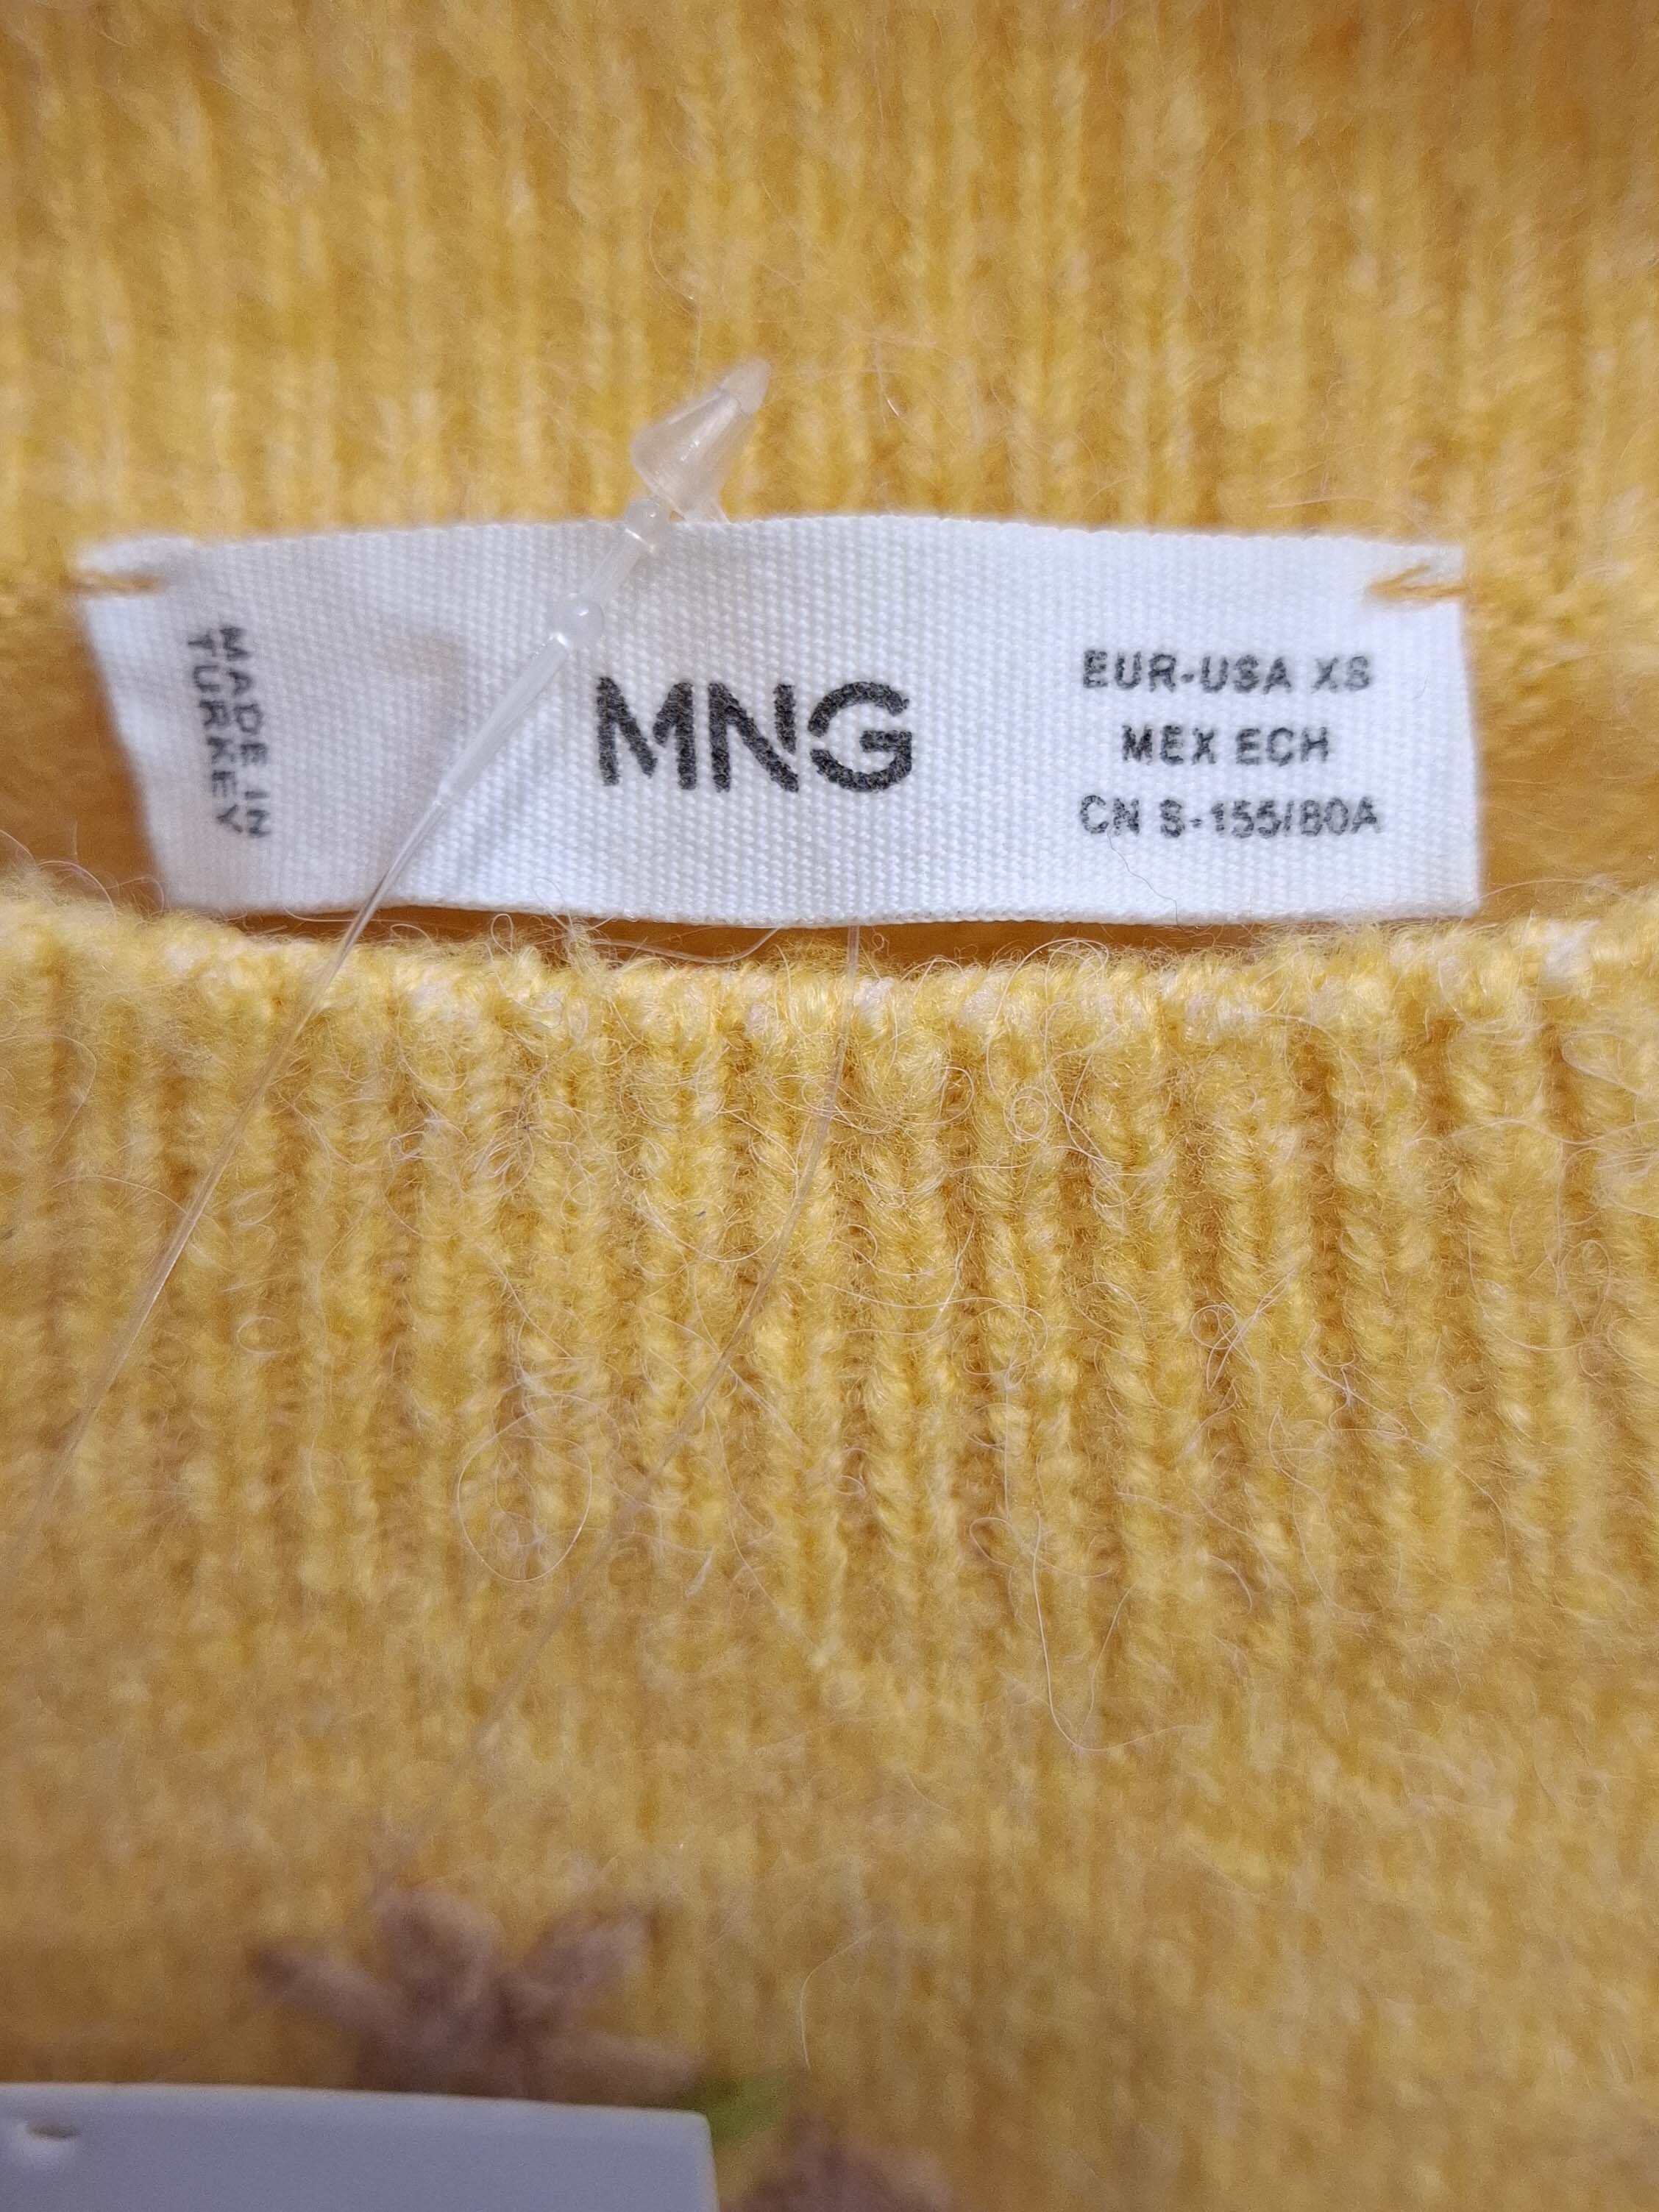 MADE IN
TURKEY
MNG
EUR-USA XS
MEX ECH
CN S-155/80A